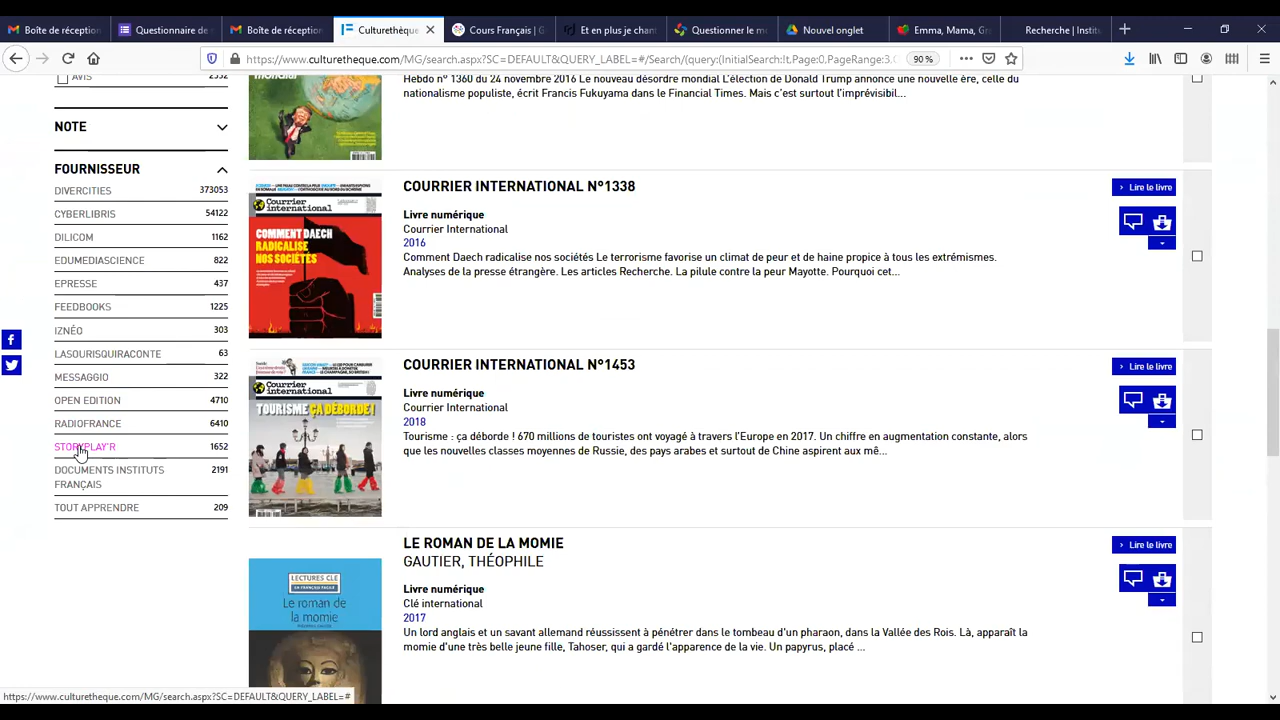 Boîte de réception
Questionnaire de
Boîte de réception
Culturethèque
Cours Français | G
Et en plus je chant
Questionner le m
Nouvel onglet
Emma, Mama, Gr
Recherche | Institu
https://www.culturetheque.com/MG/search.aspx?SC=DEFAULT&QUERY_LABEL=#/Search/(query:(InitialSearch:!t,Page:0,PageRange:3,
90 %
AVIS 2552
NOTE
FOURNISSEUR
DIVERCITIES 373053
CYBERLIBRIS 54122
DILICOM 1162
EDUMEDIASCIENCE 822
EPRESSE 437
FEEDBOOKS 1225
IZNÉO 303
LASOURISQUIRACONTE 63
MESSAGGIO 322
OPEN EDITION 4710
RADIOFRANCE 6410
STORYPLAY'R 1652
DOCUMENTS INSTITUTS 2191
FRANÇAIS
TOUT APPRENDRE 209
Hebdo n° 1360 du 24 novembre 2016 Le nouveau désordre mondial L'élection de Donald Trump annonce une nouvelle ère, celle du
nationalisme populiste, écrit Francis Fukuyama dans le Financial Times. Mais c'est surtout l'imprévisibil...
COURRIER INTERNATIONAL N°1338
Lire le livre
Livre numérique
Courrier International
2016
Comment Daech radicalise nos sociétés Le terrorisme favorise un climat de peur et de haine propice à tous les extrémismes.
Analyses de la presse étrangère. Les articles Recherche. La pilule contre la peur Mayotte. Pourquoi cet...
Courrier
international
COMMENT DAECH
RADICALISE
NOS SOCIÉTÉS
COURRIER INTERNATIONAL N°1453
Lire le livre
Livre numérique
Courrier International
2018
Tourisme : ça déborde ! 670 millions de touristes ont voyagé à travers l'Europe en 2017. Un chiffre en augmentation constante, alors
que les nouvelles classes moyennes de Russie, des pays arabes et surtout de Chine aspirent aux mê...
Courrier
international
TOURISME ÇA DÉBORDE !
LE ROMAN DE LA MOMIE
GAUTIER, THÉOPHILE
Lire le livre
Livre numérique
Clé international
2017
Un lord anglais et un savant allemand réussissent à pénétrer dans le tombeau d'un pharaon, dans la Vallée des Rois. Là, apparaît la
momie d'une très belle jeune fille, Tahoser, qui a gardé l'apparence de la vie. Un papyrus, placé ...
LECTURES CLE
EN FRANÇAIS FACILE
Le roman de
la momie
https://www.culturetheque.com/MG/search.aspx?SC=DEFAULT&QUERY_LABEL=#